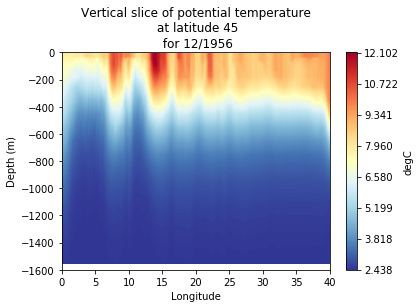 Vertical slice of potential temperature
at latitude 45
for 12/1956
0
−200
−400
−600
−800
−1000
−1200
−1400
−1600
Depth (m)
0 5 10 15 20 25 30 35 40
Longitude
12.102
10.722
9.341
7.960
6.580
5.199
3.818
2.438
degC